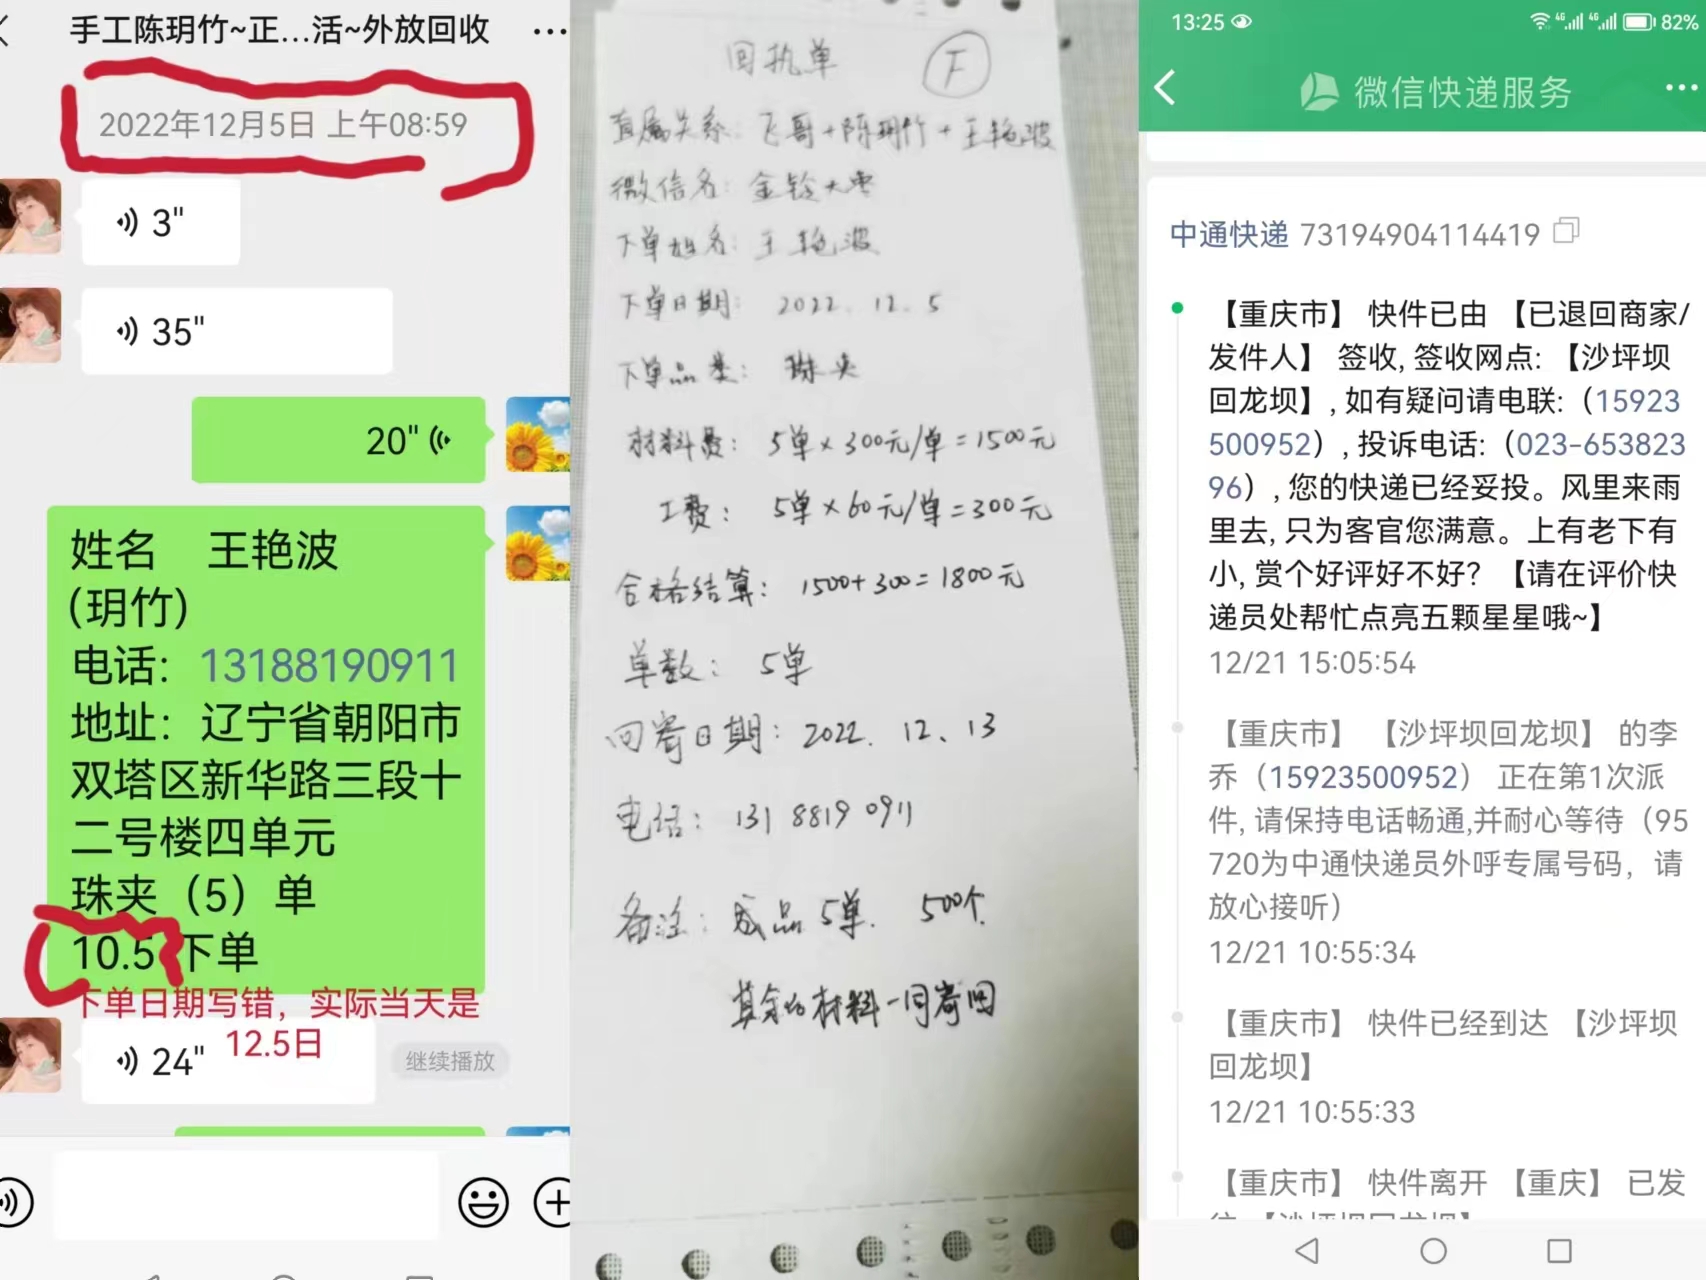 手工陈玥竹~正...活~外放回收
2022年12月5日 上午08:59
3"
35"
20"
姓名 王艳波
(玥竹)
电话：13188190911
地址：辽宁省朝阳市
双塔区新华路三段十
二号楼四单元
珠夹（5）单
10.5 下单
下单日期写错，实际当天是
12.5日
24"
继续播放
回执单 F
直属关系：飞哥+陈玥竹+王艳波
微信名：金铃大枣
下单姓名：王艳波
下单日期：2022.12.5
下单品类：珠夹
材料费：5单×300元/单=1500元
工费：5单×60元/单=300元
合格结算：1500+300=1800元
单数：5单
回寄日期：2022.12、13
电话：131 8819 0911
备注：成品5单. 500个.
其余的材料一同寄回
13:25
82%
微信快递服务
中通快递 73194904114419
【重庆市】 快件已由 【已退回商家/
发件人】 签收, 签收网点: 【沙坪坝
回龙坝】, 如有疑问请电联:（15923
500952）, 投诉电话:（023-653823
96）, 您的快递已经妥投。风里来雨
里去, 只为客官您满意。上有老下有
小, 赏个好评好不好? 【请在评价快
递员处帮忙点亮五颗星星哦~】
12/21 15:05:54
【重庆市】 【沙坪坝回龙坝】 的李
乔（15923500952） 正在第1次派
件, 请保持电话畅通,并耐心等待（95
720为中通快递员外呼专属号码，请
放心接听）
12/21 10:55:34
【重庆市】 快件已经到达 【沙坪坝
回龙坝】
12/21 10:55:33
【重庆市】 快件离开 【重庆】 已发